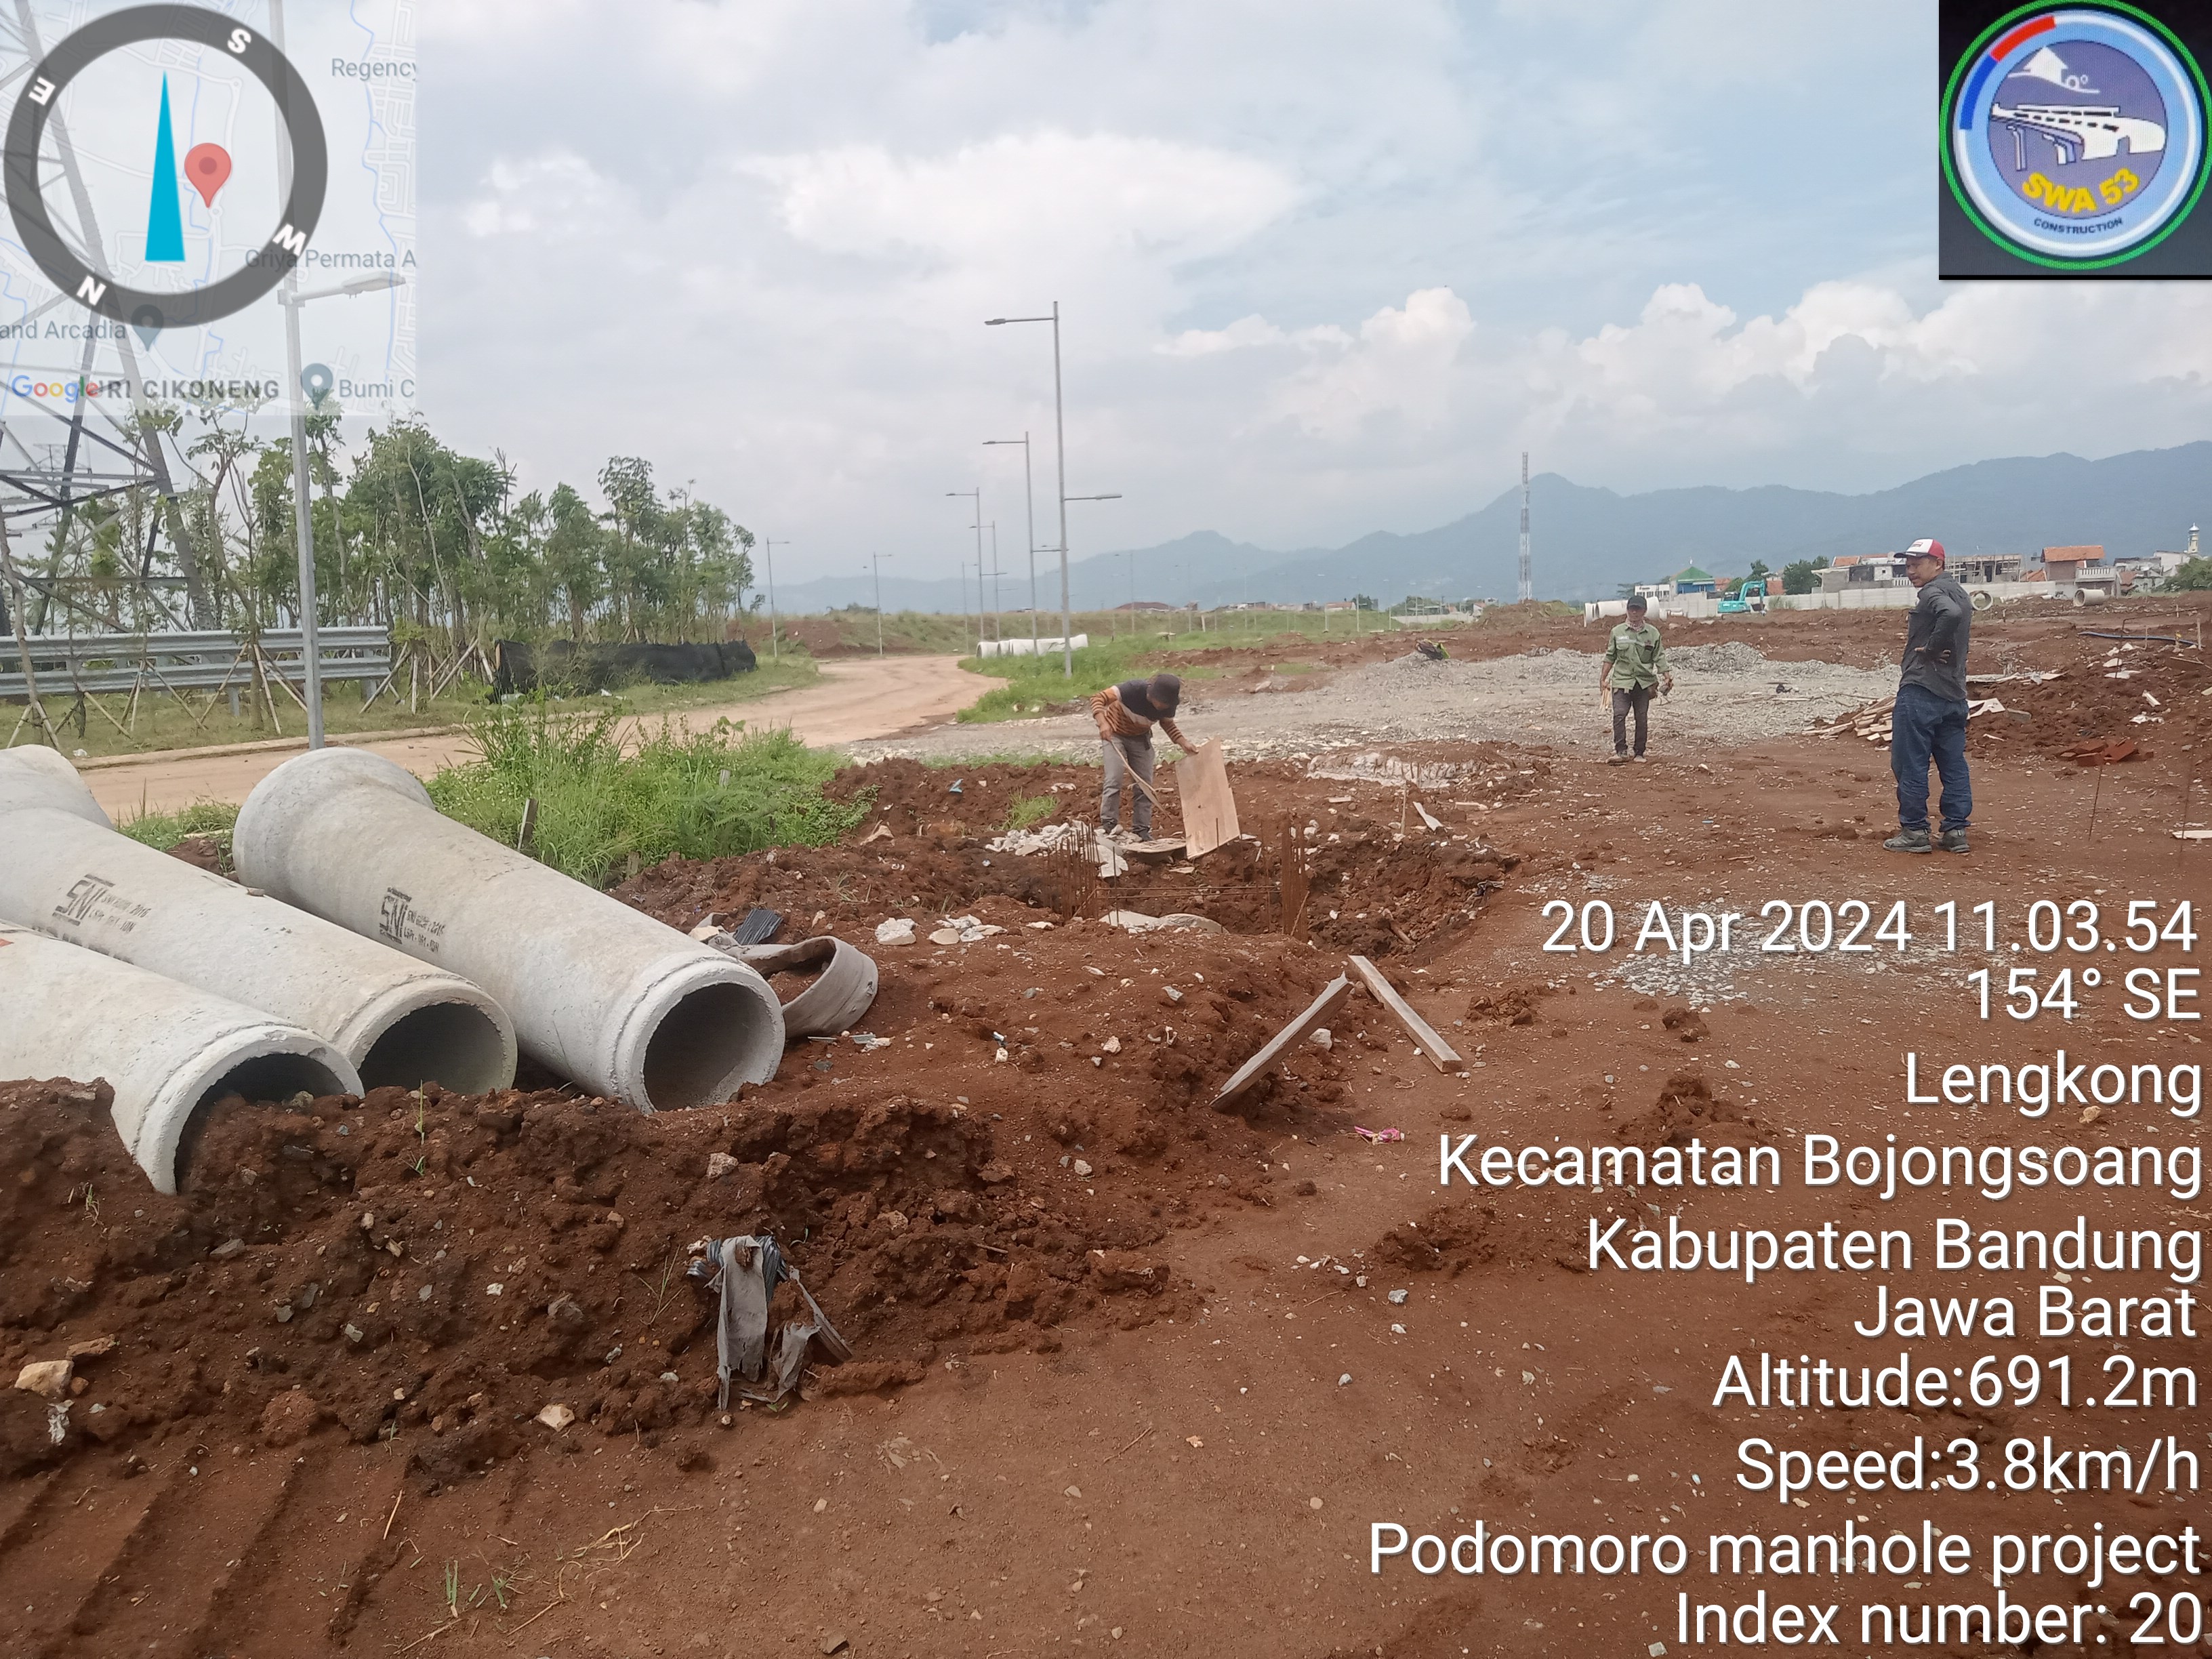 S
E
W
N
Regency
Griya Permata A
and Arcadia
Google
RI CIKONENG
Bumi C
SWA 53
CONSTRUCTION
SNI
SNI
20 Apr 2024 11.03.54
154° SE
Lengkong
Kecamatan Bojongsoang
Kabupaten Bandung
Jawa Barat
Altitude:691.2m
Speed:3.8km/h
Podomoro manhole project
Index number: 20